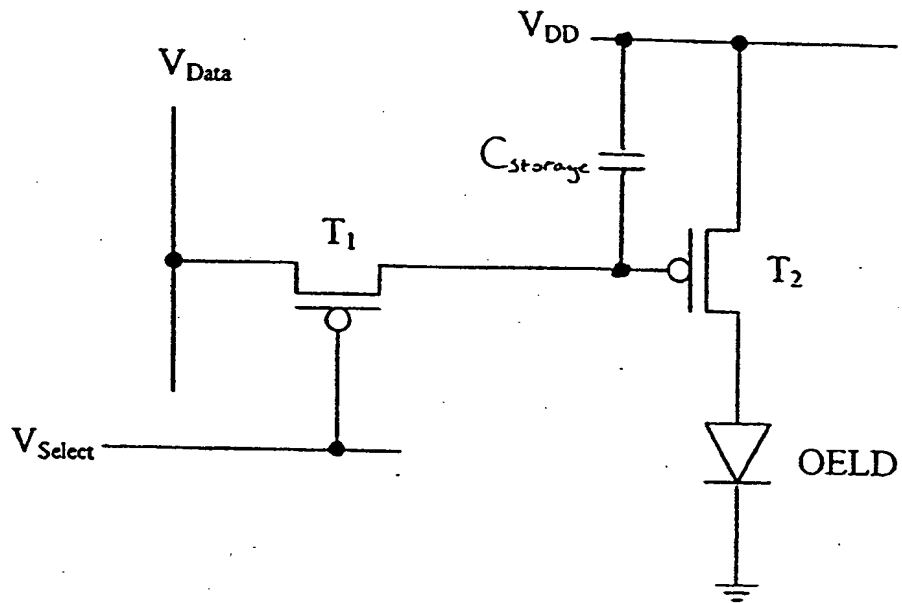 V_DD
V_Data
C_storage
T_1
T_2
V_Select
OELD